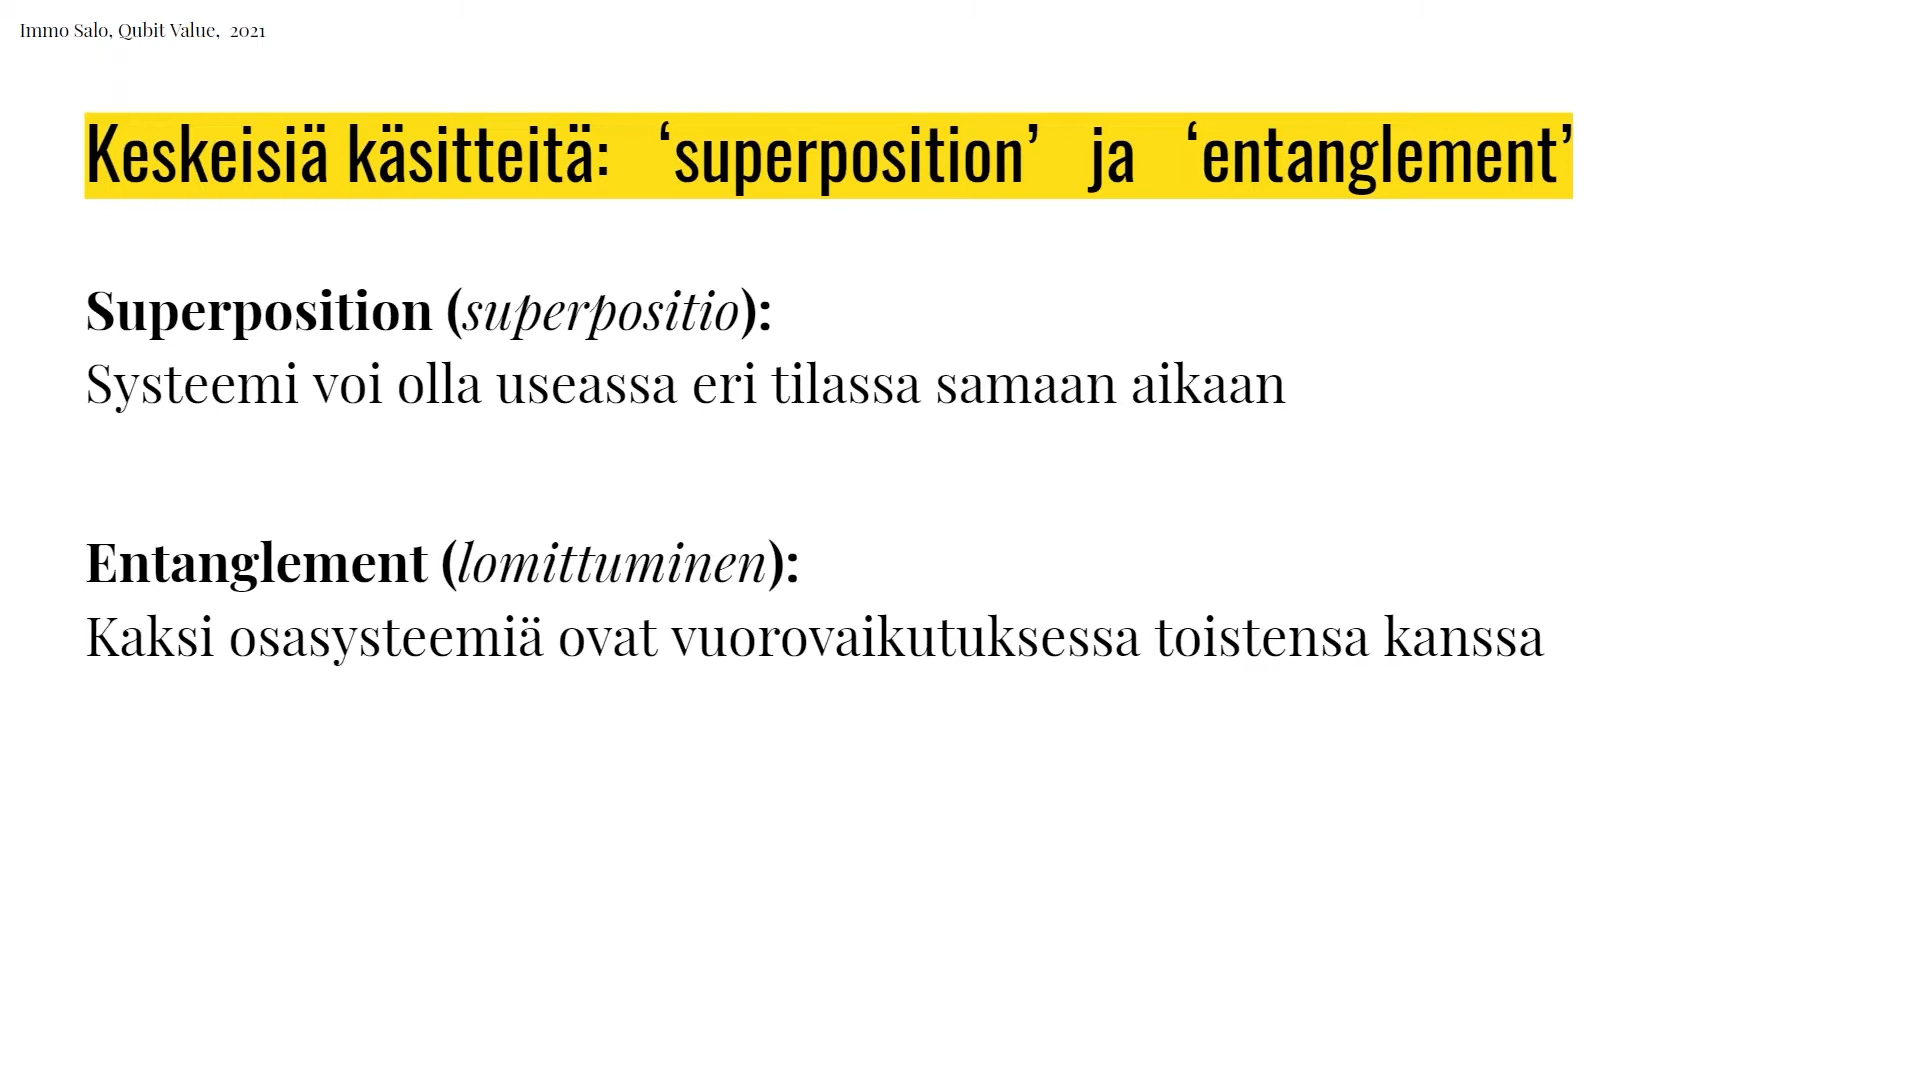 Immo Salo, Qubit Value, 2021
Keskeisiä käsitteitä: ‘superposition’ ja ‘entanglement’
Superposition (superpositio):
Systeemi voi olla useassa eri tilassa samaan aikaan
Entanglement (lomittuminen):
Kaksi osasysteemiä ovat vuorovaikutuksessa toistensa kanssa